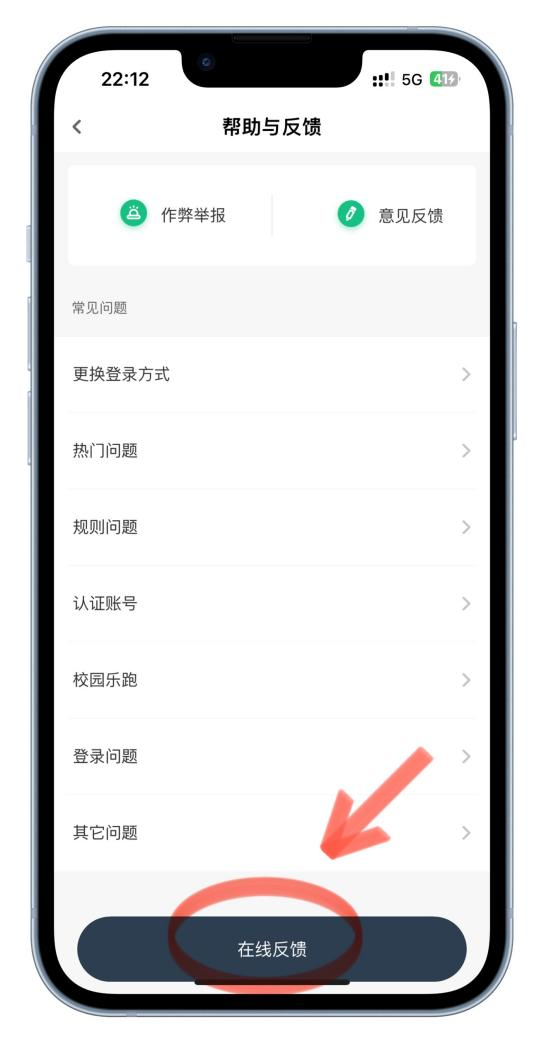 22:12
5G
41
帮助与反馈
作弊举报
意见反馈
常见问题
更换登录方式
热门问题
规则问题
认证账号
校园乐跑
登录问题
其它问题
在线反馈